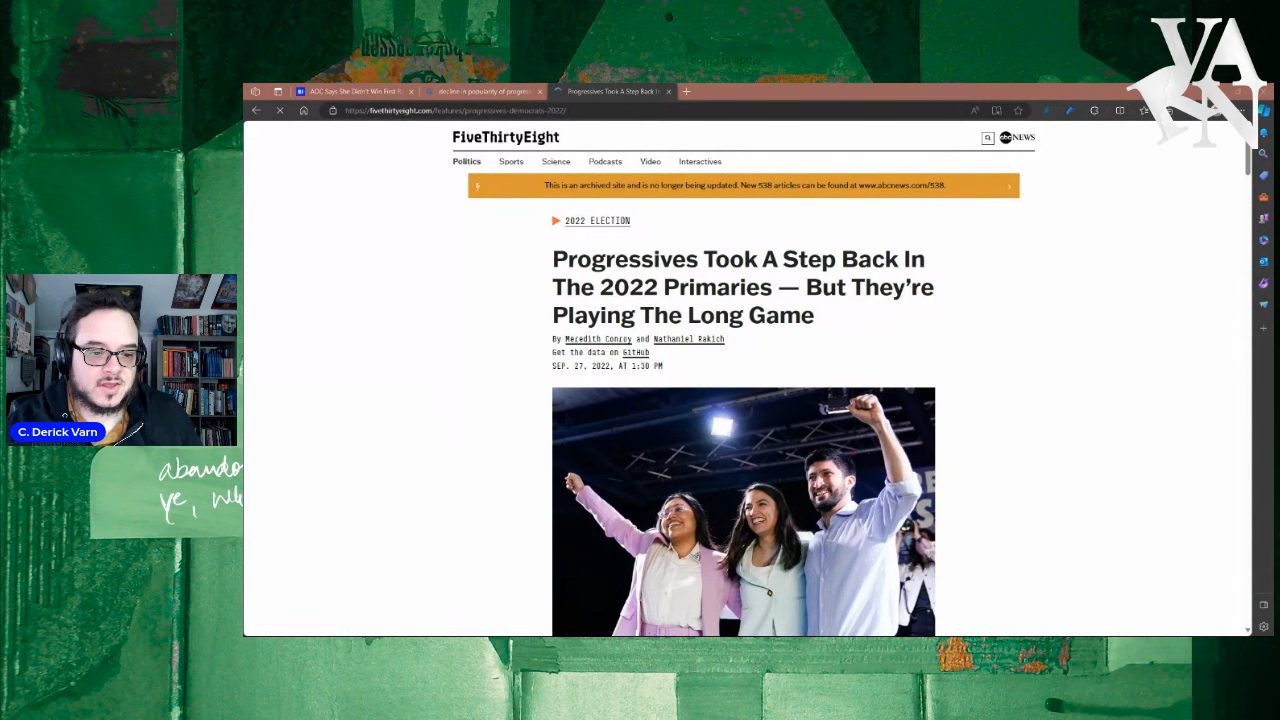 AOC Says She Didn't Win First R
decline in popularity of progress
Progressives Took A Step Back In
https://fivethirtyeight.com/features/progressives-democrats-2022/
VARN
FiveThirtyEight
abc NEWS
Politics Sports Science Podcasts Video Interactives
This is an archived site and is no longer being updated. New 538 articles can be found at www.abcnews.com/538.
2022 ELECTION
Progressives Took A Step Back In
The 2022 Primaries — But They're
Playing The Long Game
By Meredith Conroy and Nathaniel Rakich
Get the data on GitHub
SEP. 27, 2022, AT 1:30 PM
C. Derick Varn
abando
ye,